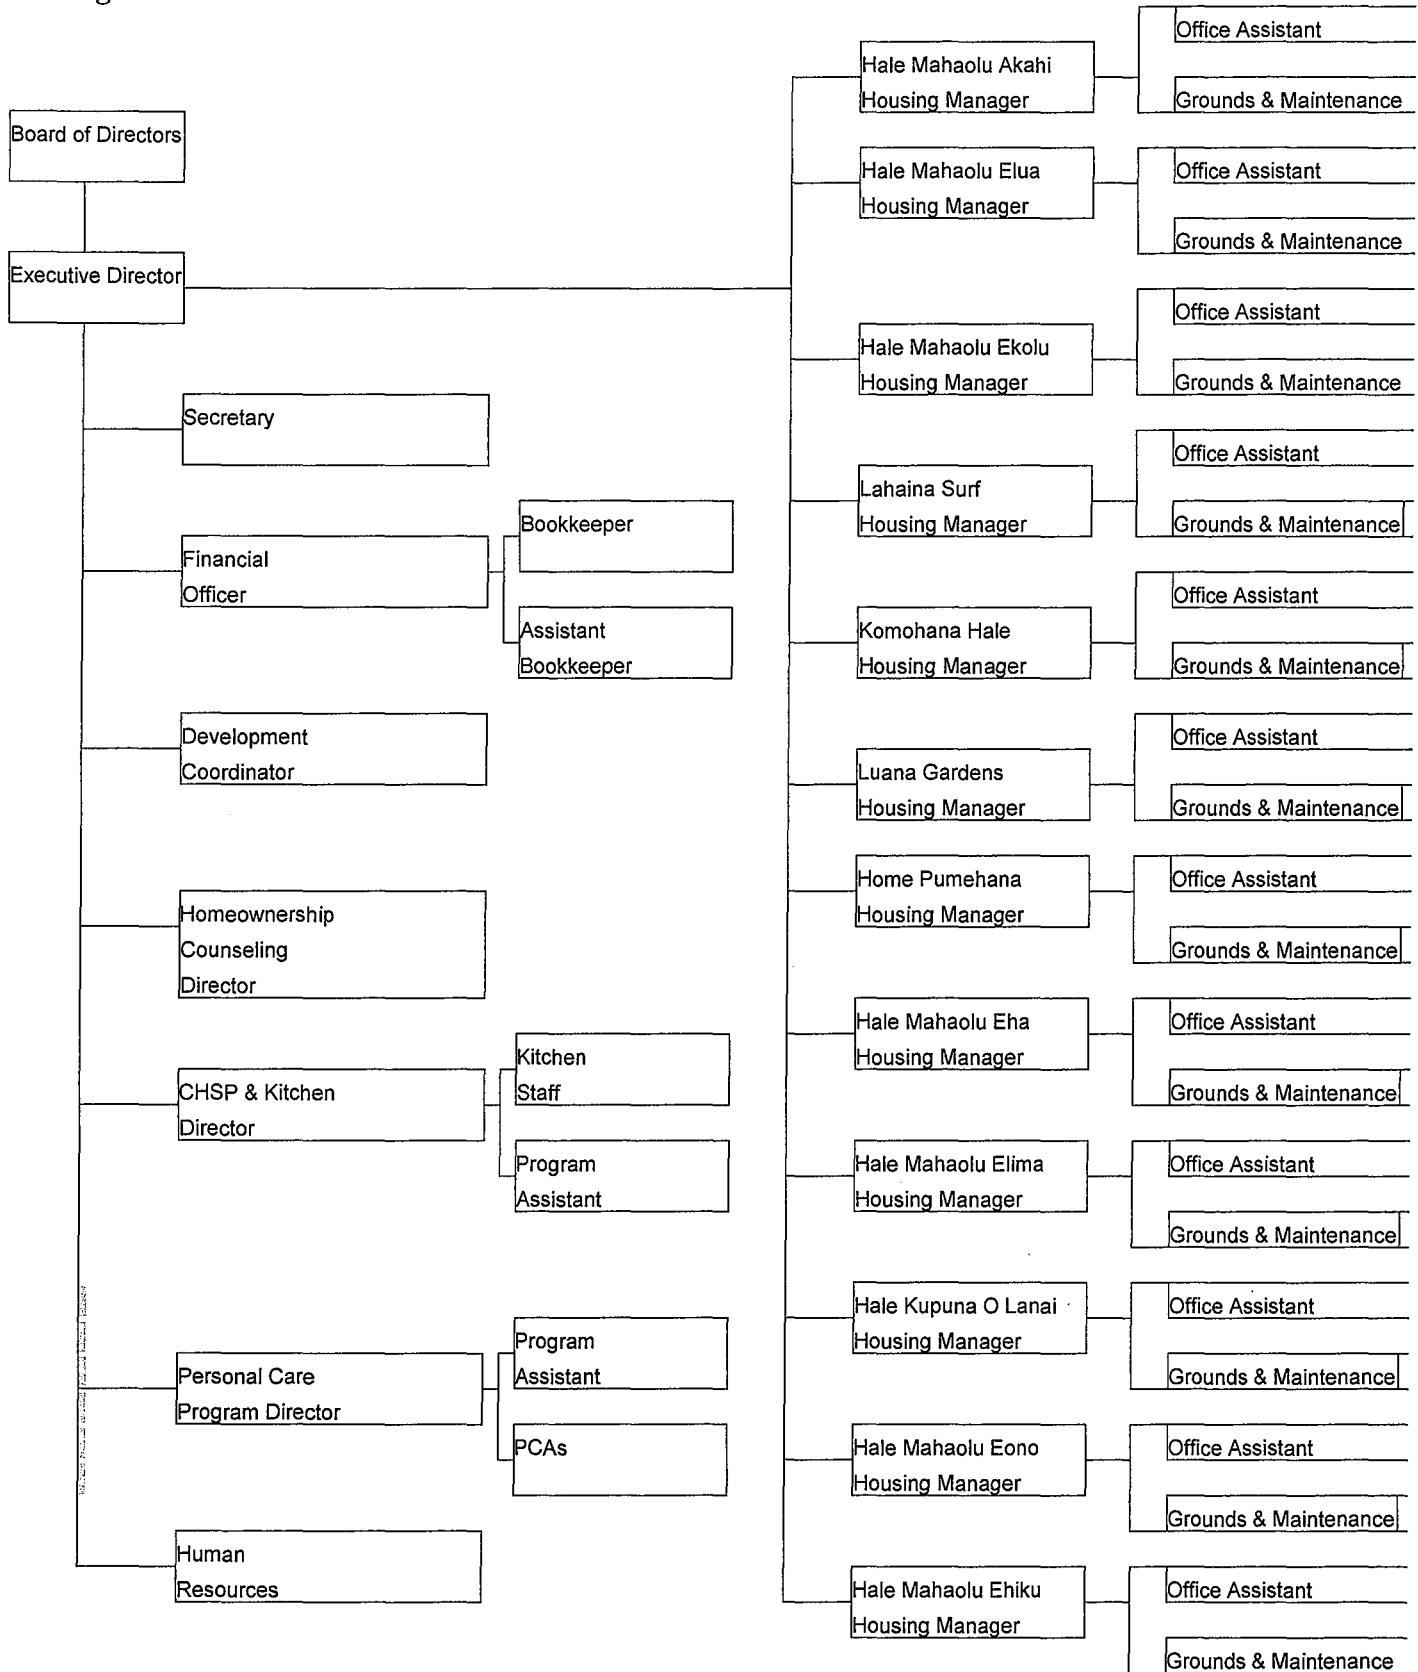 Board of Directors
Executive Director
Secretary
Financial
Officer
Bookkeeper
Assistant
Bookkeeper
Development
Coordinator
Homeownership
Counseling
Director
CHSP & Kitchen
Director
Kitchen
Staff
Program
Assistant
Personal Care
Program Director
Program
Assistant
PCAs
Human
Resources
Hale Mahaolu Akahi
Housing Manager
Office Assistant
Grounds & Maintenance
Hale Mahaolu Elua
Housing Manager
Office Assistant
Grounds & Maintenance
Hale Mahaolu Ekolu
Housing Manager
Office Assistant
Grounds & Maintenance
Lahaina Surf
Housing Manager
Office Assistant
Grounds & Maintenance
Komohana Hale
Housing Manager
Office Assistant
Grounds & Maintenance
Luana Gardens
Housing Manager
Office Assistant
Grounds & Maintenance
Home Pumehana
Housing Manager
Office Assistant
Grounds & Maintenance
Hale Mahaolu Eha
Housing Manager
Office Assistant
Grounds & Maintenance
Hale Mahaolu Elima
Housing Manager
Office Assistant
Grounds & Maintenance
Hale Kupuna O Lanai
Housing Manager
Office Assistant
Grounds & Maintenance
Hale Mahaolu Eono
Housing Manager
Office Assistant
Grounds & Maintenance
Hale Mahaolu Ehiku
Housing Manager
Office Assistant
Grounds & Maintenance